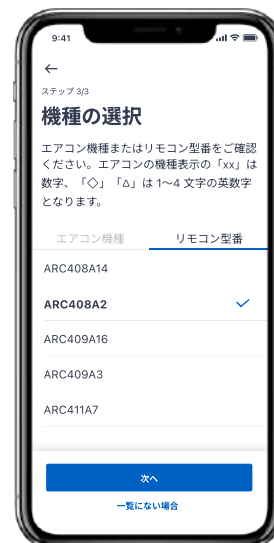 9:41
ステップ 3/3
機種の選択
エアコン機種またはリモコン型番をご確認
ください。エアコンの機種表示の「xx」は
数字、「◇」「△」は 1〜4 文字の英数字
となります。
エアコン機種 リモコン型番
ARC408A14
ARC408A2
ARC409A16
ARC409A3
ARC411A7
次へ
一覧にない場合